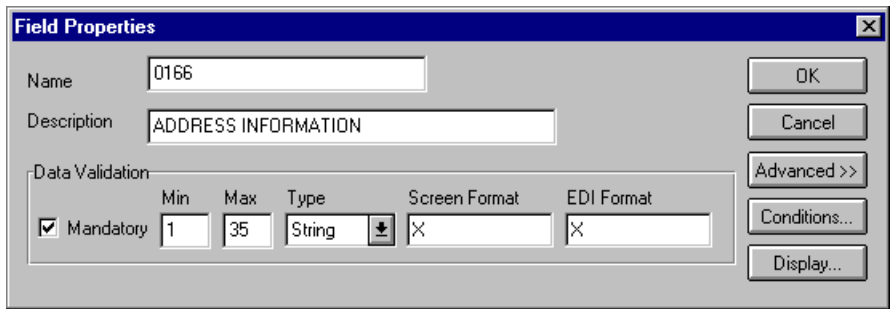 Field Properties
Name 0166 OK
Description ADDRESS INFORMATION Cancel
Data Validation Advanced >>
Min Max Type Screen Format EDI Format
Mandatory 1 35 String X X Conditions...
Display...